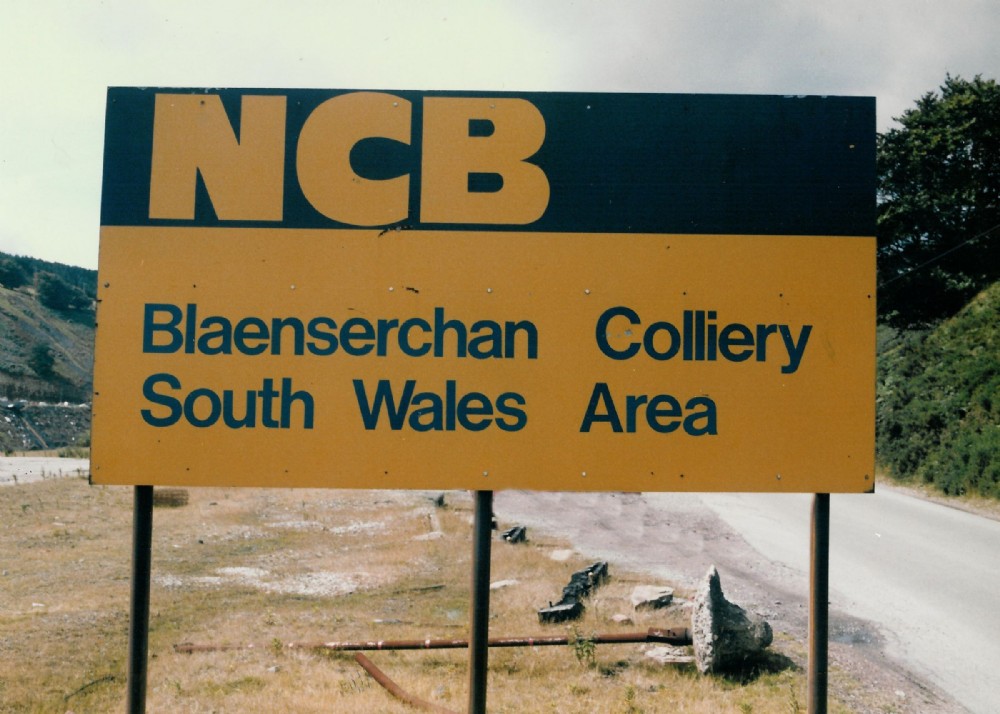 NCB
Blaenserchan Colliery
South Wales Area